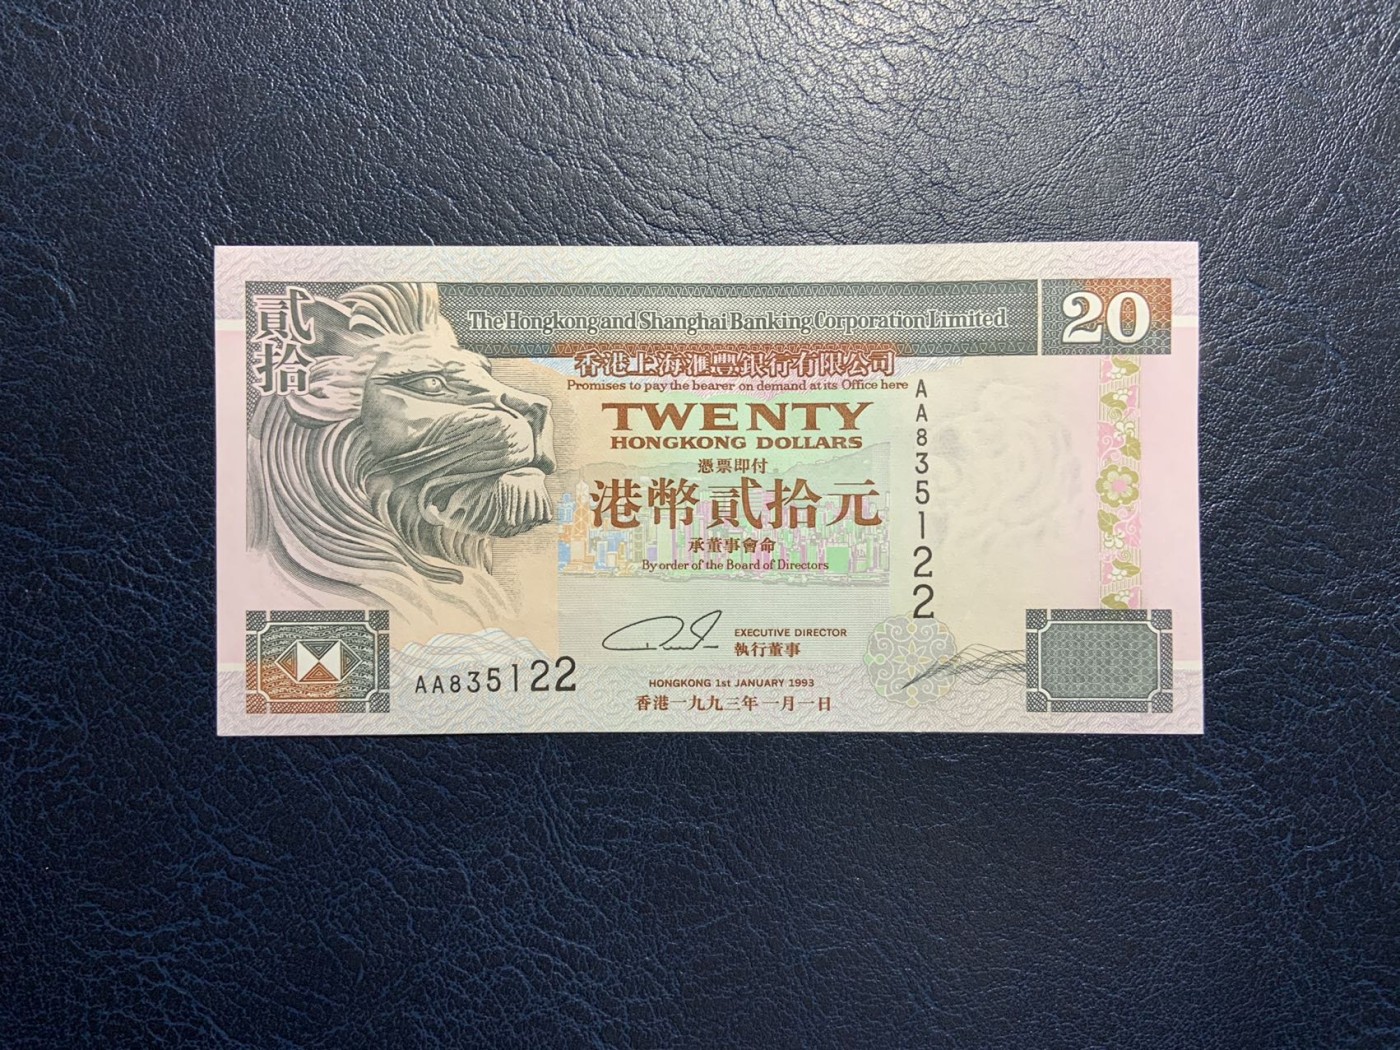 貳拾
The Hongkong and Shanghai Banking Corporation Limited
20
香港上海滙豐銀行有限公司
Promises to pay the bearer on demand at its Office here
TWENTY
HONGKONG DOLLARS
憑票即付
港幣貳拾元
承董事會命
By order of the Board of Directors
AA835122
EXECUTIVE DIRECTOR
執行董事
AA835122
HONGKONG 1st JANUARY 1993
香港一九九三年一月一日